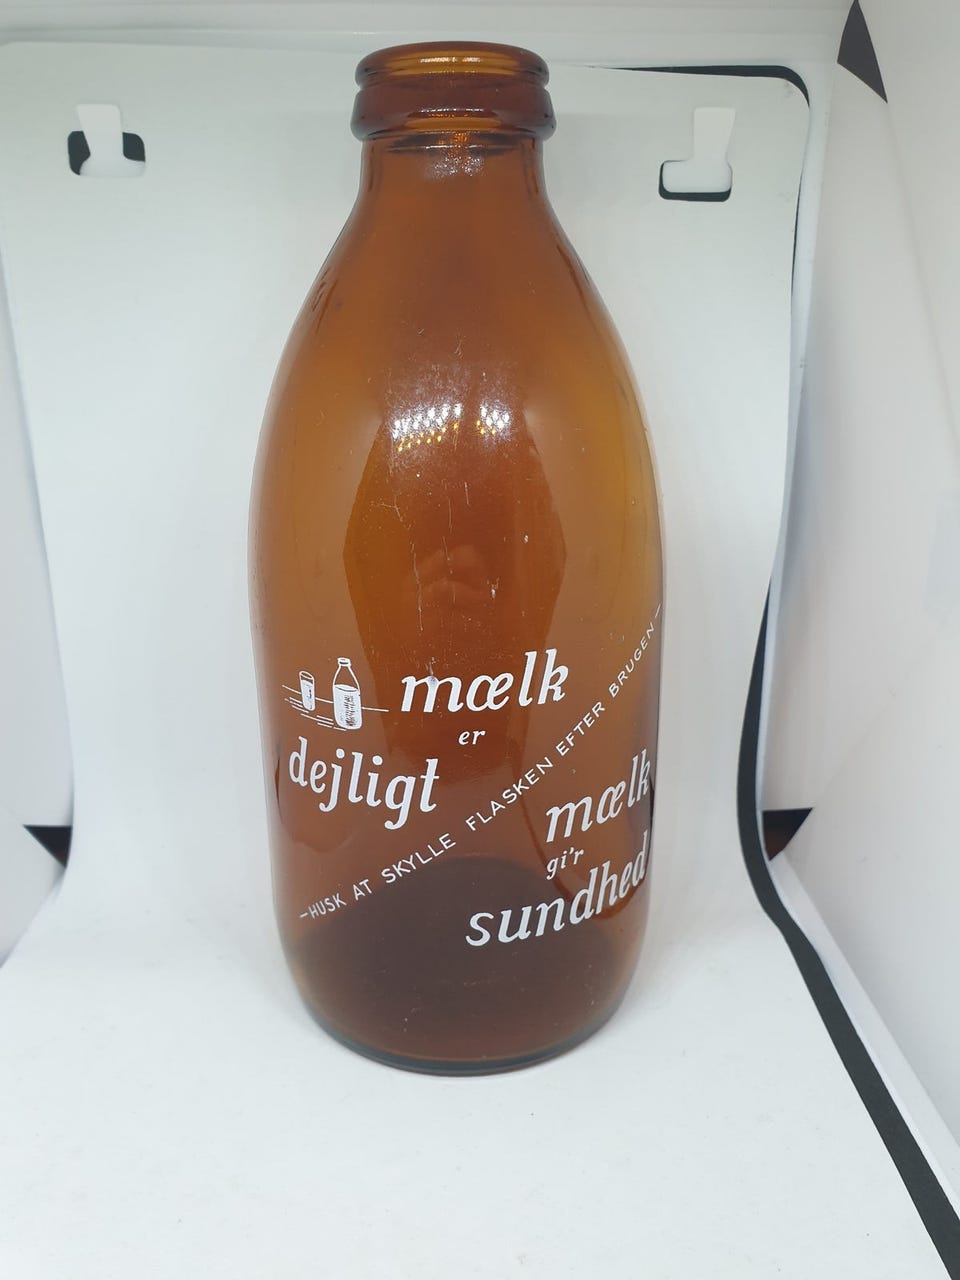 mælk
er
dejligt
—HUSK AT SKYLLE FLASKEN EFTER BRUGEN—
mælk
gi'r
sundhed